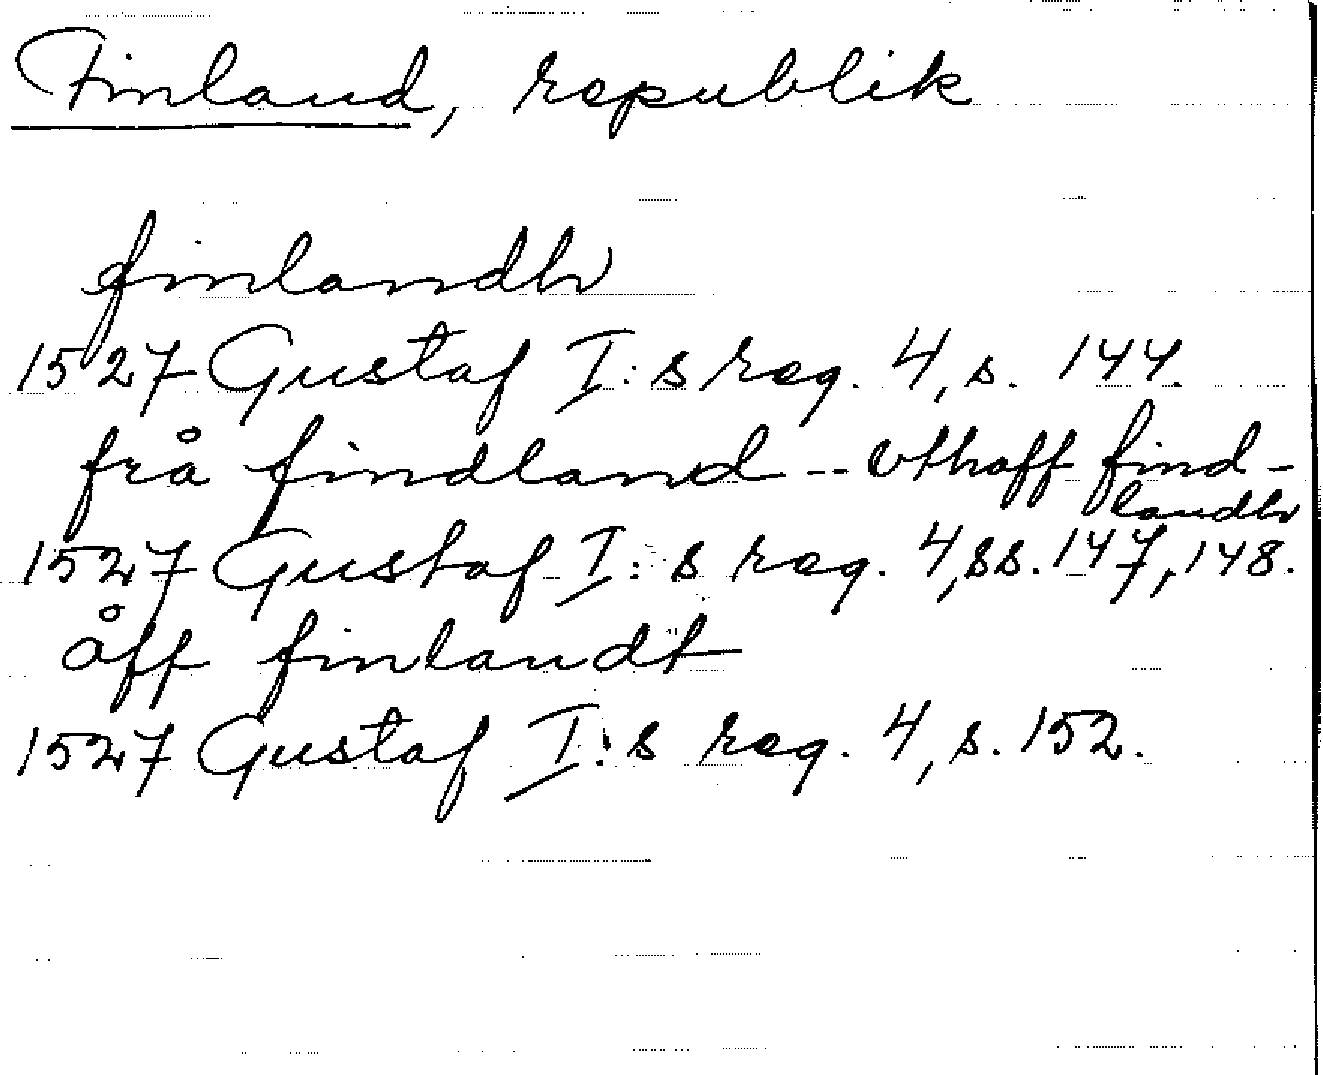 Finland, republik
finlandh
1527 Gustaf I:s reg. 4, s. 144.
frå findland -- vthaff find-
landh
1527 Gustaf I:s reg. 4, ss. 147, 148.
åff finlandt
1527 Gustaf I:s reg. 4, s. 152.